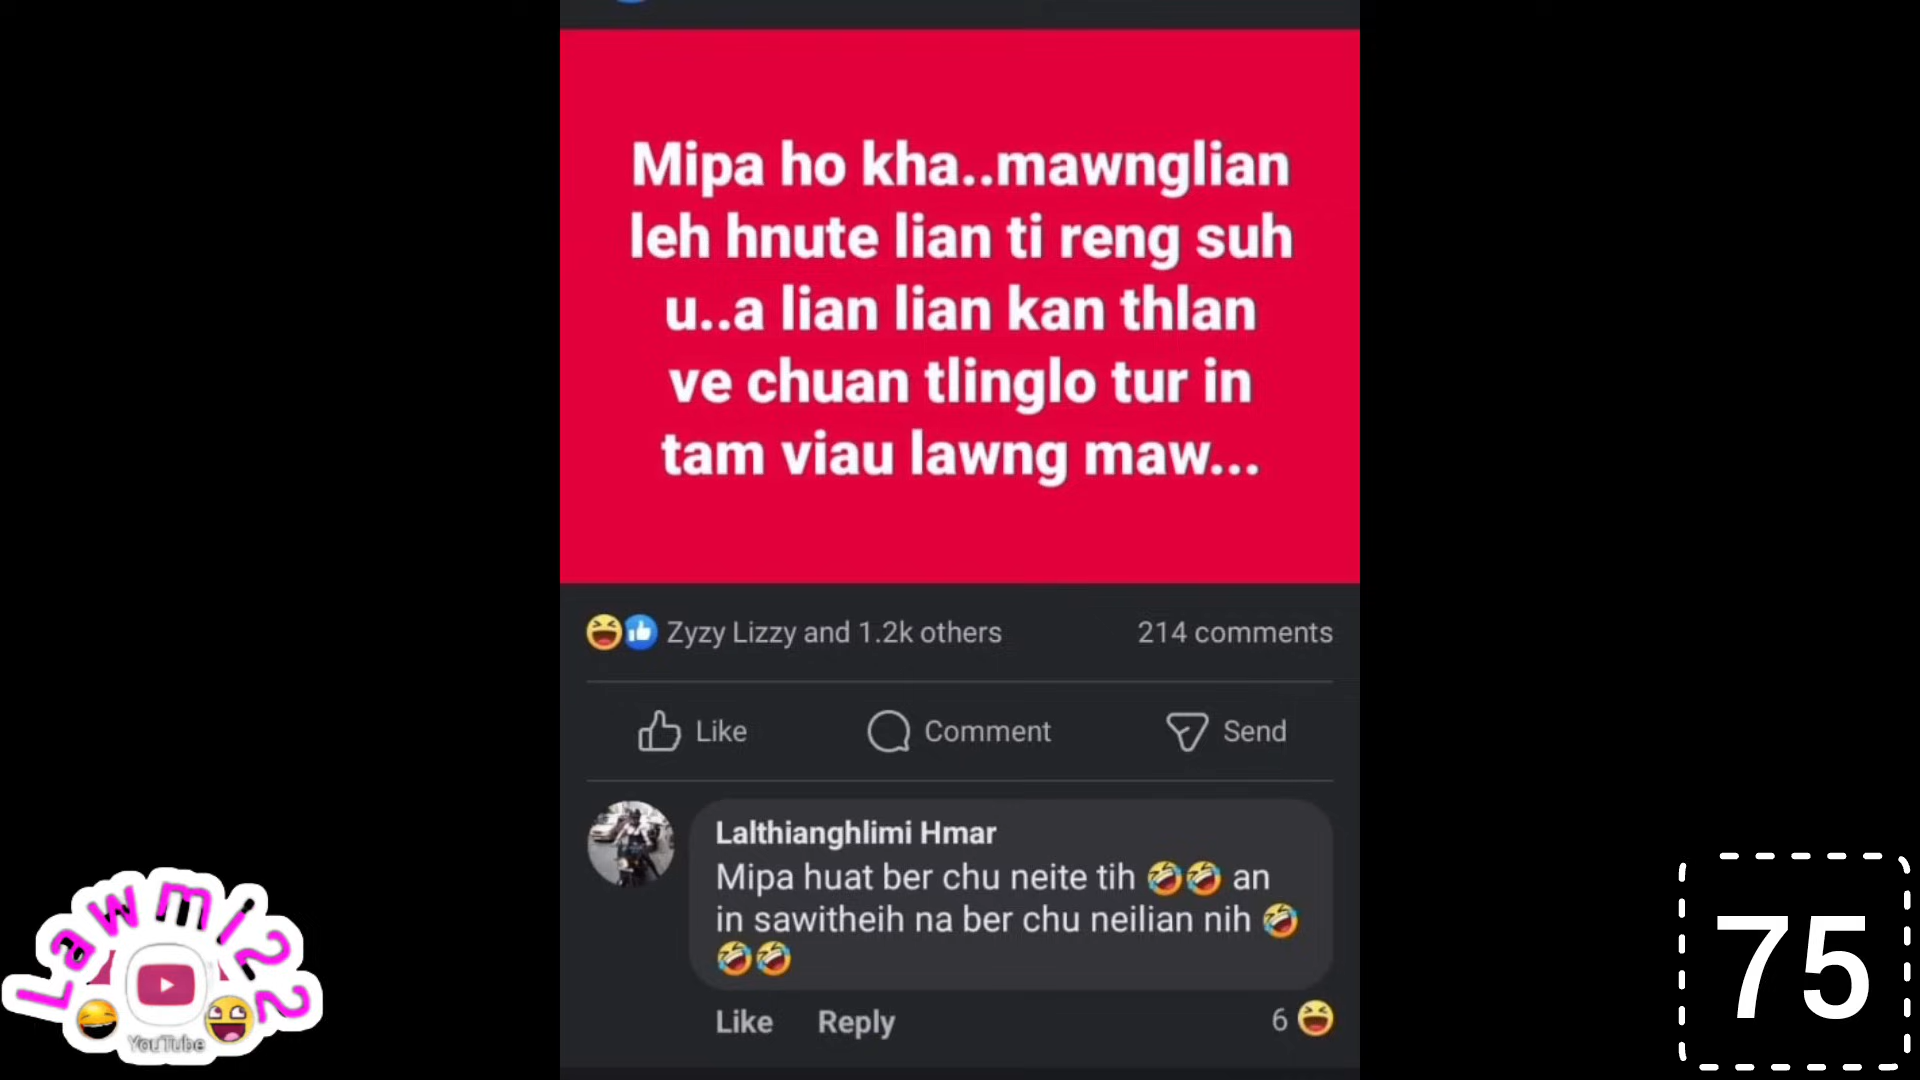 Mipa ho kha..mawnglian
leh hnute lian ti reng suh
u..a lian lian kan thlan
ve chuan tlinglo tur in
tam viau lawng maw...
Zyzy Lizzy and 1.2k others
214 comments
Like
Comment
Send
Lalthianghlimi Hmar
Mipa huat ber chu neite tih 🤣🤣 an
in sawitheih na ber chu neilian nih 🤣
🤣🤣
Like
Reply
6
Lawmi22
YouTube
75